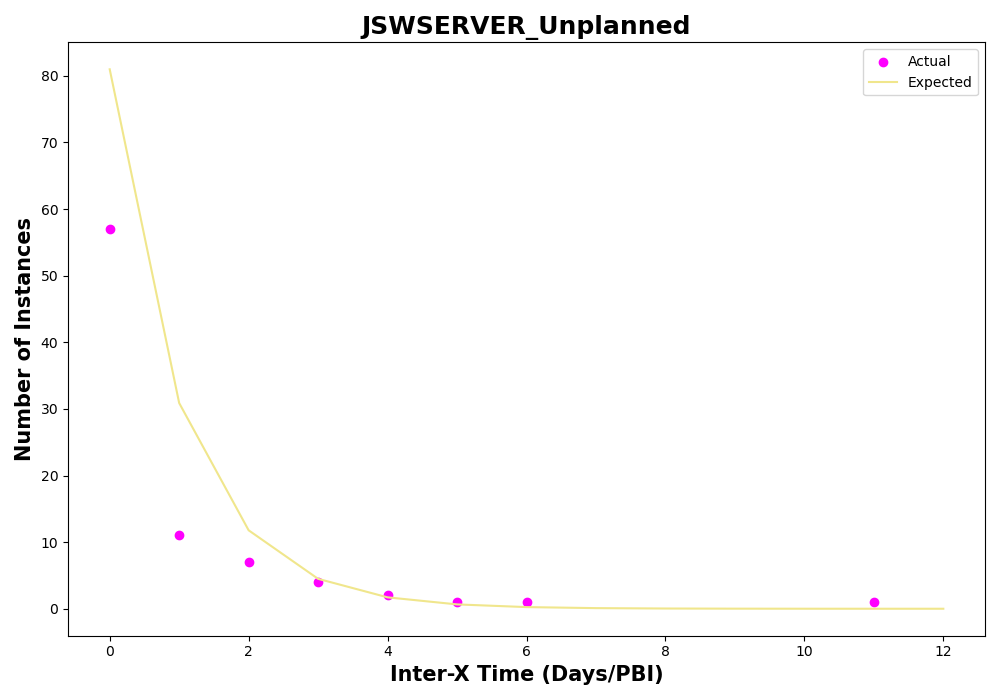 JSWSERVER_Unplanned
Actual
Expected
80
70
60
50
40
30
20
10
0
Number of Instances
0 2 4 6 8 10 12
Inter-X Time (Days/PBI)